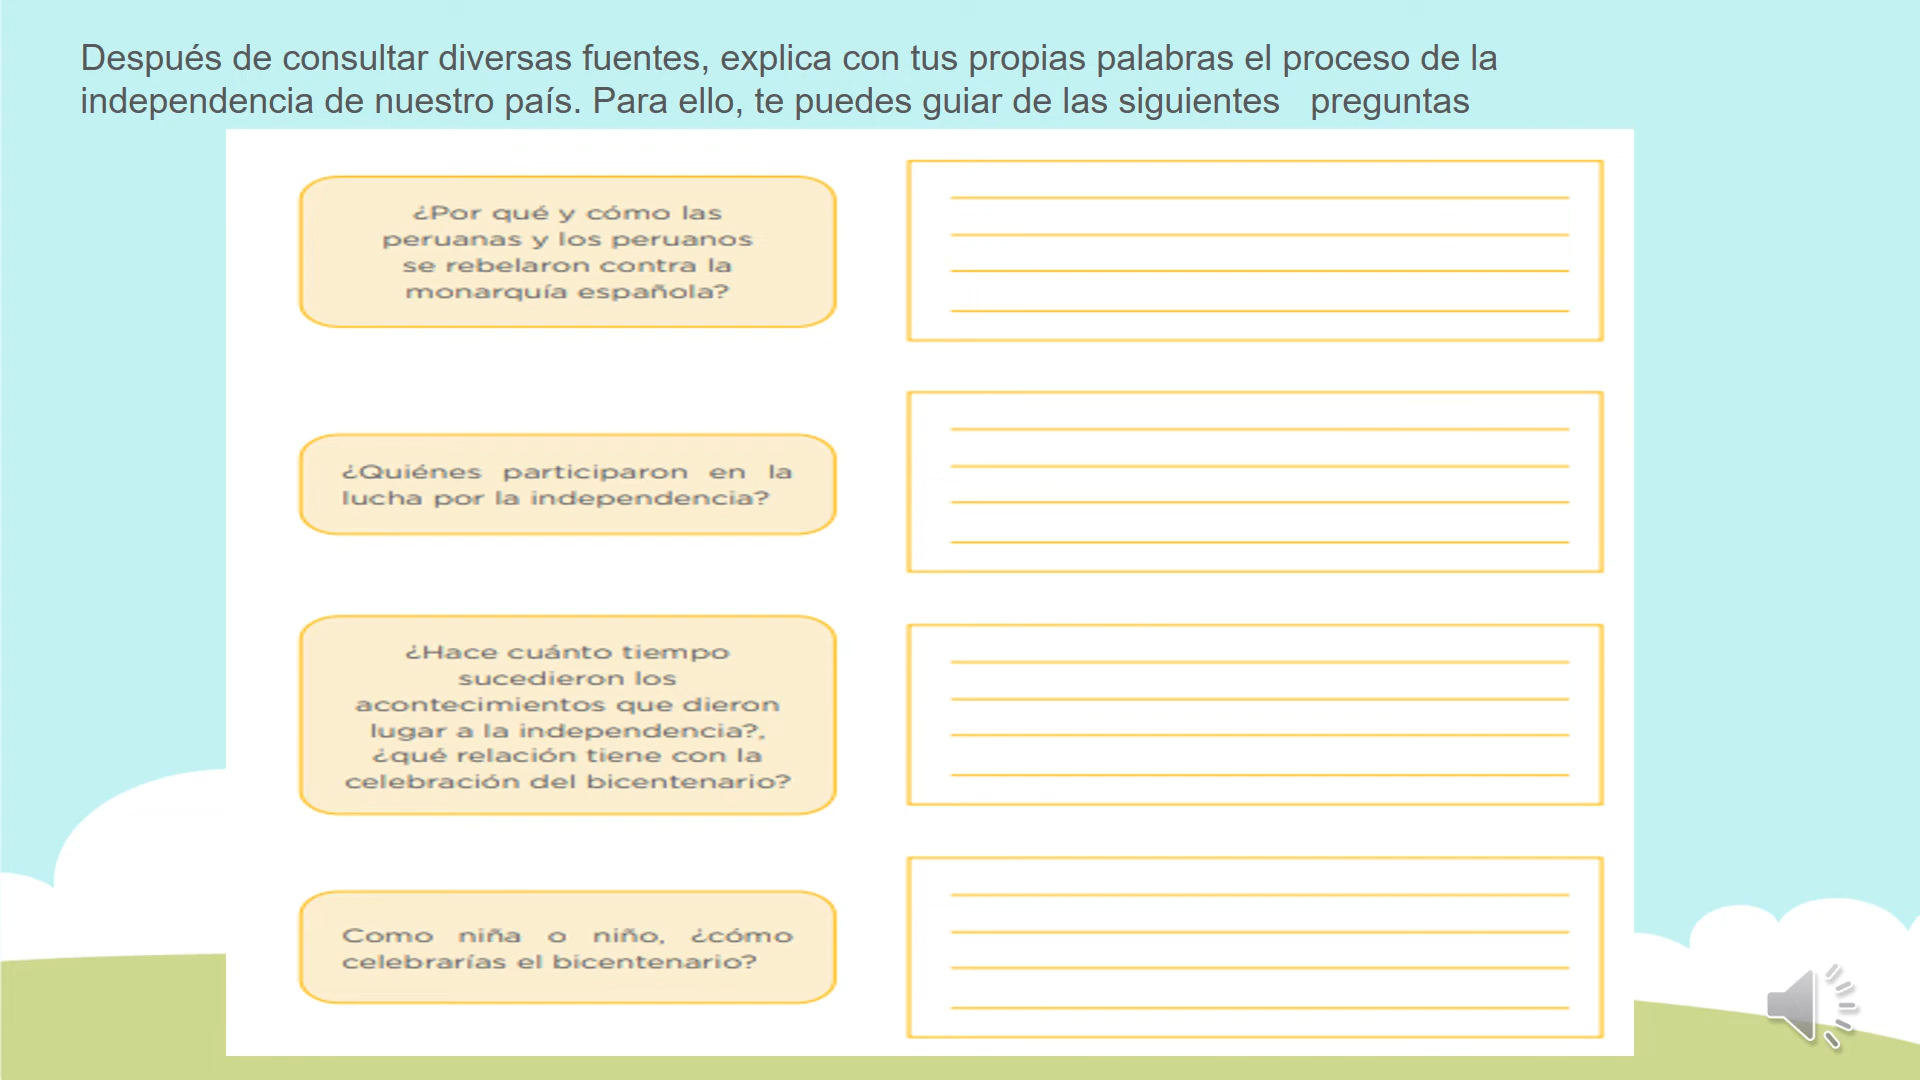 Después de consultar diversas fuentes, explica con tus propias palabras el proceso de la
independencia de nuestro país. Para ello, te puedes guiar de las siguientes   preguntas
¿Por qué y cómo las
peruanas y los peruanos
se rebelaron contra la
monarquía española?
¿Quiénes participaron en la
lucha por la independencia?
¿Hace cuánto tiempo
sucedieron los
acontecimientos que dieron
lugar a la independencia?,
¿qué relación tiene con la
celebración del bicentenario?
Como niña o niño, ¿cómo
celebrarías el bicentenario?